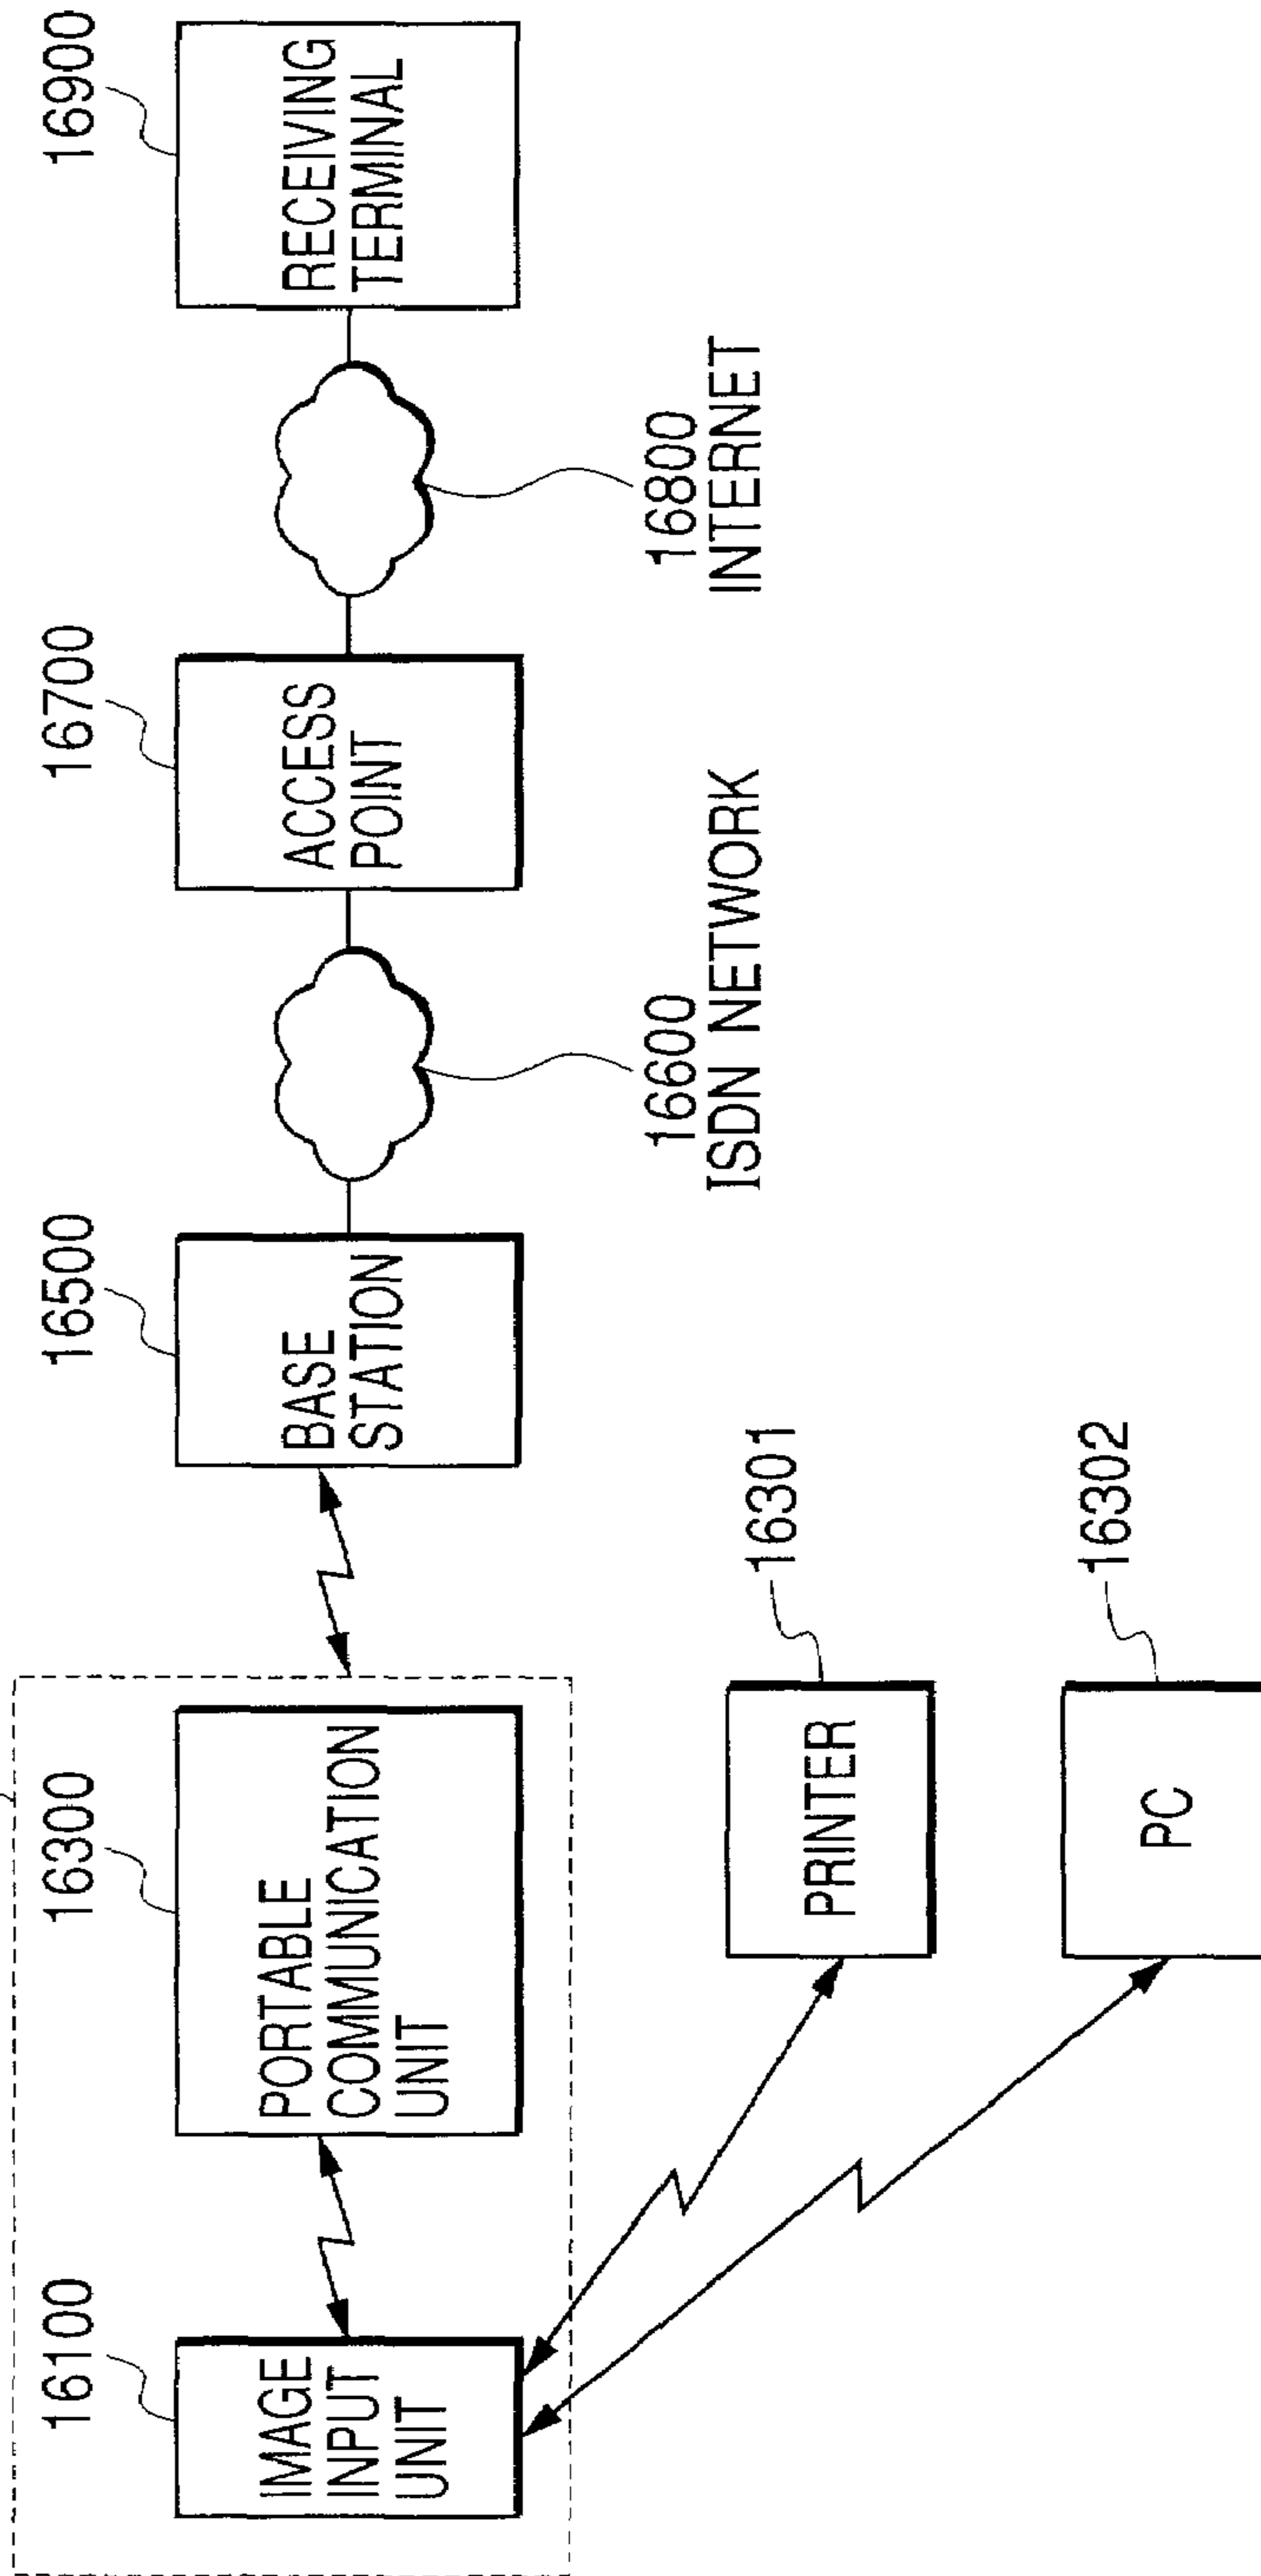 16100
IMAGE
INPUT
UNIT
16300
PORTABLE
COMMUNICATION
UNIT
16500
BASE
STATION
16600
ISDN NETWORK
16700
ACCESS
POINT
16800
INTERNET
16900
RECEIVING
TERMINAL
16301
PRINTER
16302
PC